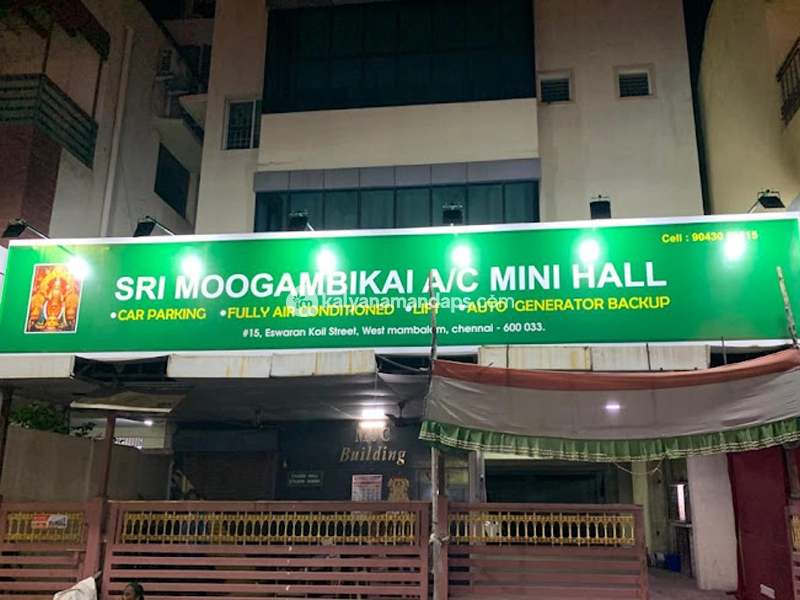 Cell : 90430
SRI MOOGAMBIKAI A/C MINI HALL
kalyanamandaps.com
•CAR PARKING •FULLY AIR CONDITIONED •LIFT •AUTO GENERATOR BACKUP
#15, Eswaran Koil Street, West mambalam, chennai - 600 033.
Building